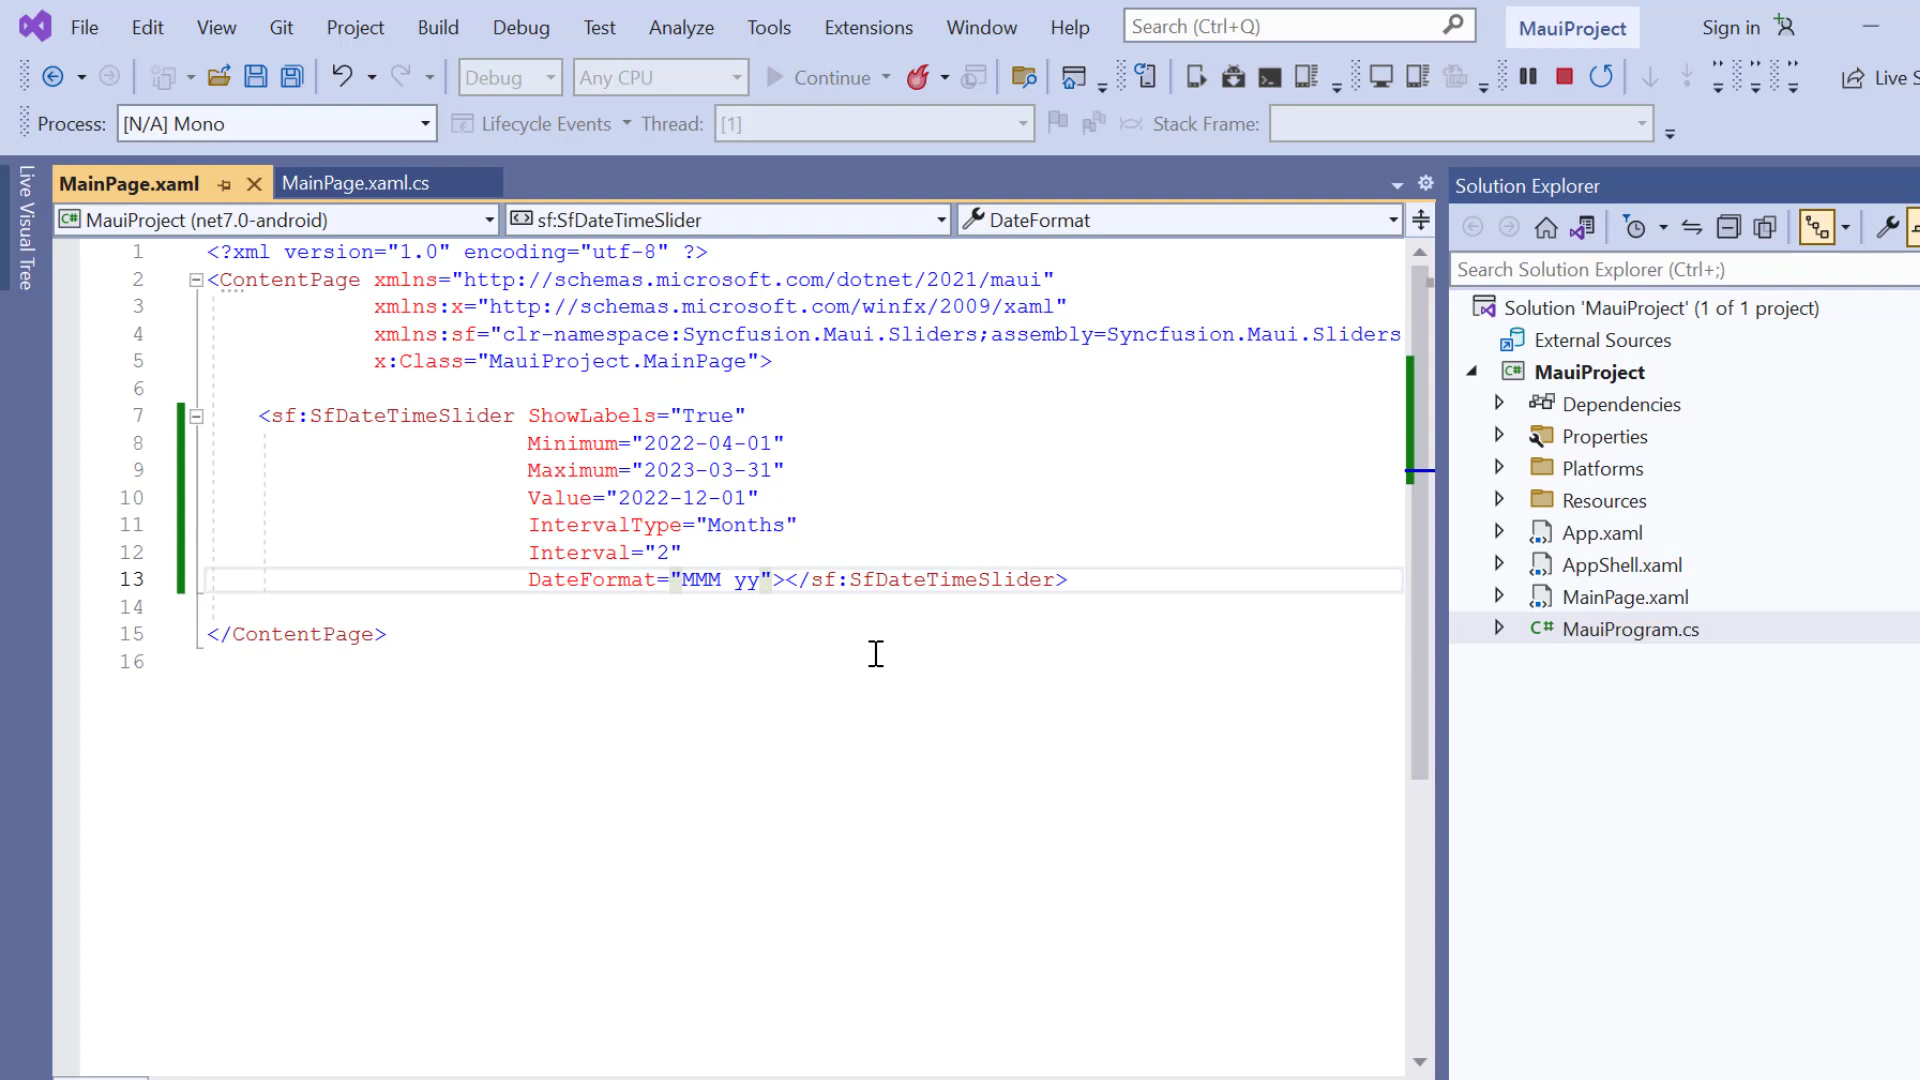 File Edit View Git Project Build Debug Test Analyze Tools Extensions Window Help Search (Ctrl+Q) MauiProject Sign in
Debug Any CPU Continue Live S
Process: [N/A] Mono Lifecycle Events Thread: [1] Stack Frame:
Live Visual Tree
MainPage.xaml MainPage.xaml.cs
MauiProject (net7.0-android) sf:SfDateTimeSlider DateFormat
1 <?xml version="1.0" encoding="utf-8" ?>
2 <ContentPage xmlns="http://schemas.microsoft.com/dotnet/2021/maui"
3 xmlns:x="http://schemas.microsoft.com/winfx/2009/xaml"
4 xmlns:sf="clr-namespace:Syncfusion.Maui.Sliders;assembly=Syncfusion.Maui.Sliders
5 x:Class="MauiProject.MainPage">
6
7 <sf:SfDateTimeSlider ShowLabels="True"
8 Minimum="2022-04-01"
9 Maximum="2023-03-31"
10 Value="2022-12-01"
11 IntervalType="Months"
12 Interval="2"
13 DateFormat="MMM yy"></sf:SfDateTimeSlider>
14
15 </ContentPage>
16
Solution Explorer
Search Solution Explorer (Ctrl+;)
Solution 'MauiProject' (1 of 1 project)
External Sources
C# MauiProject
Dependencies
Properties
Platforms
Resources
App.xaml
AppShell.xaml
MainPage.xaml
C# MauiProgram.cs